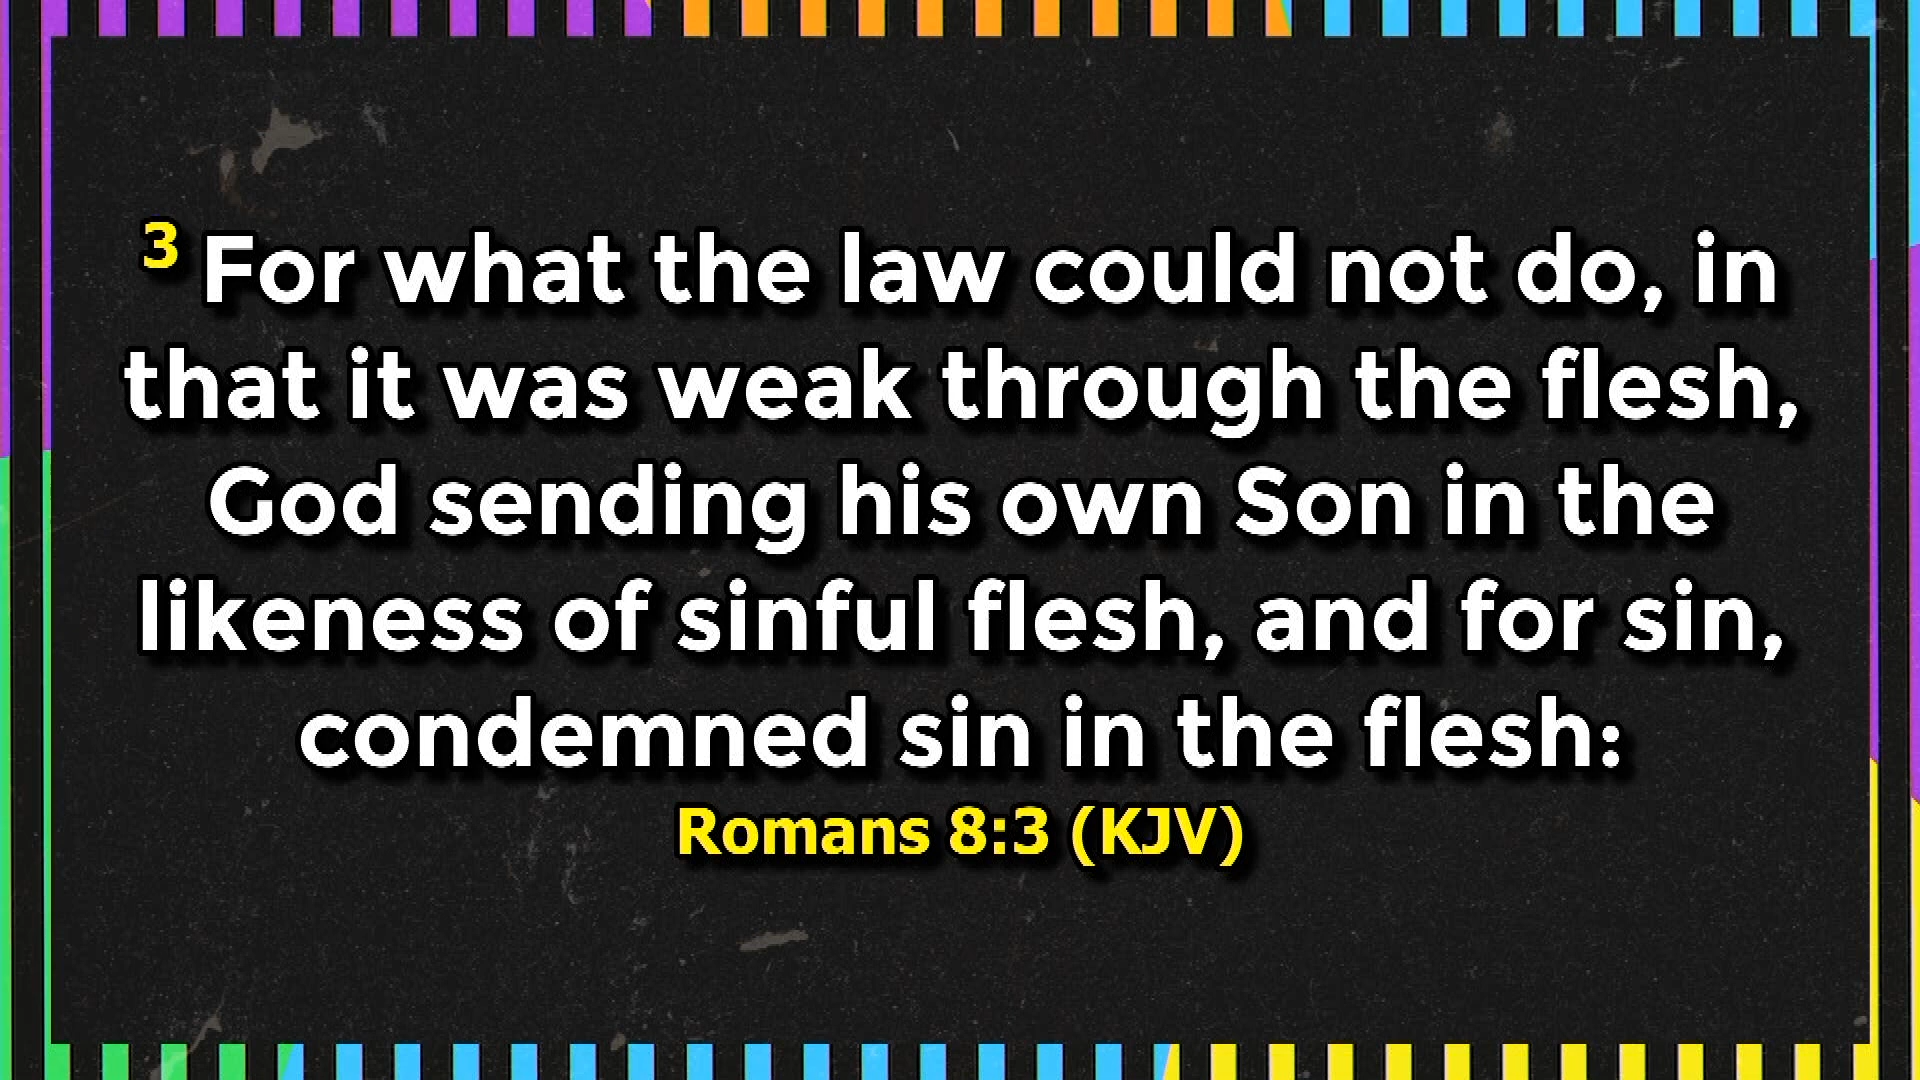 3 For what the law could not do, in
that it was weak through the flesh,
God sending his own Son in the
likeness of sinful flesh, and for sin,
condemned sin in the flesh:
Romans 8:3 (KJV)